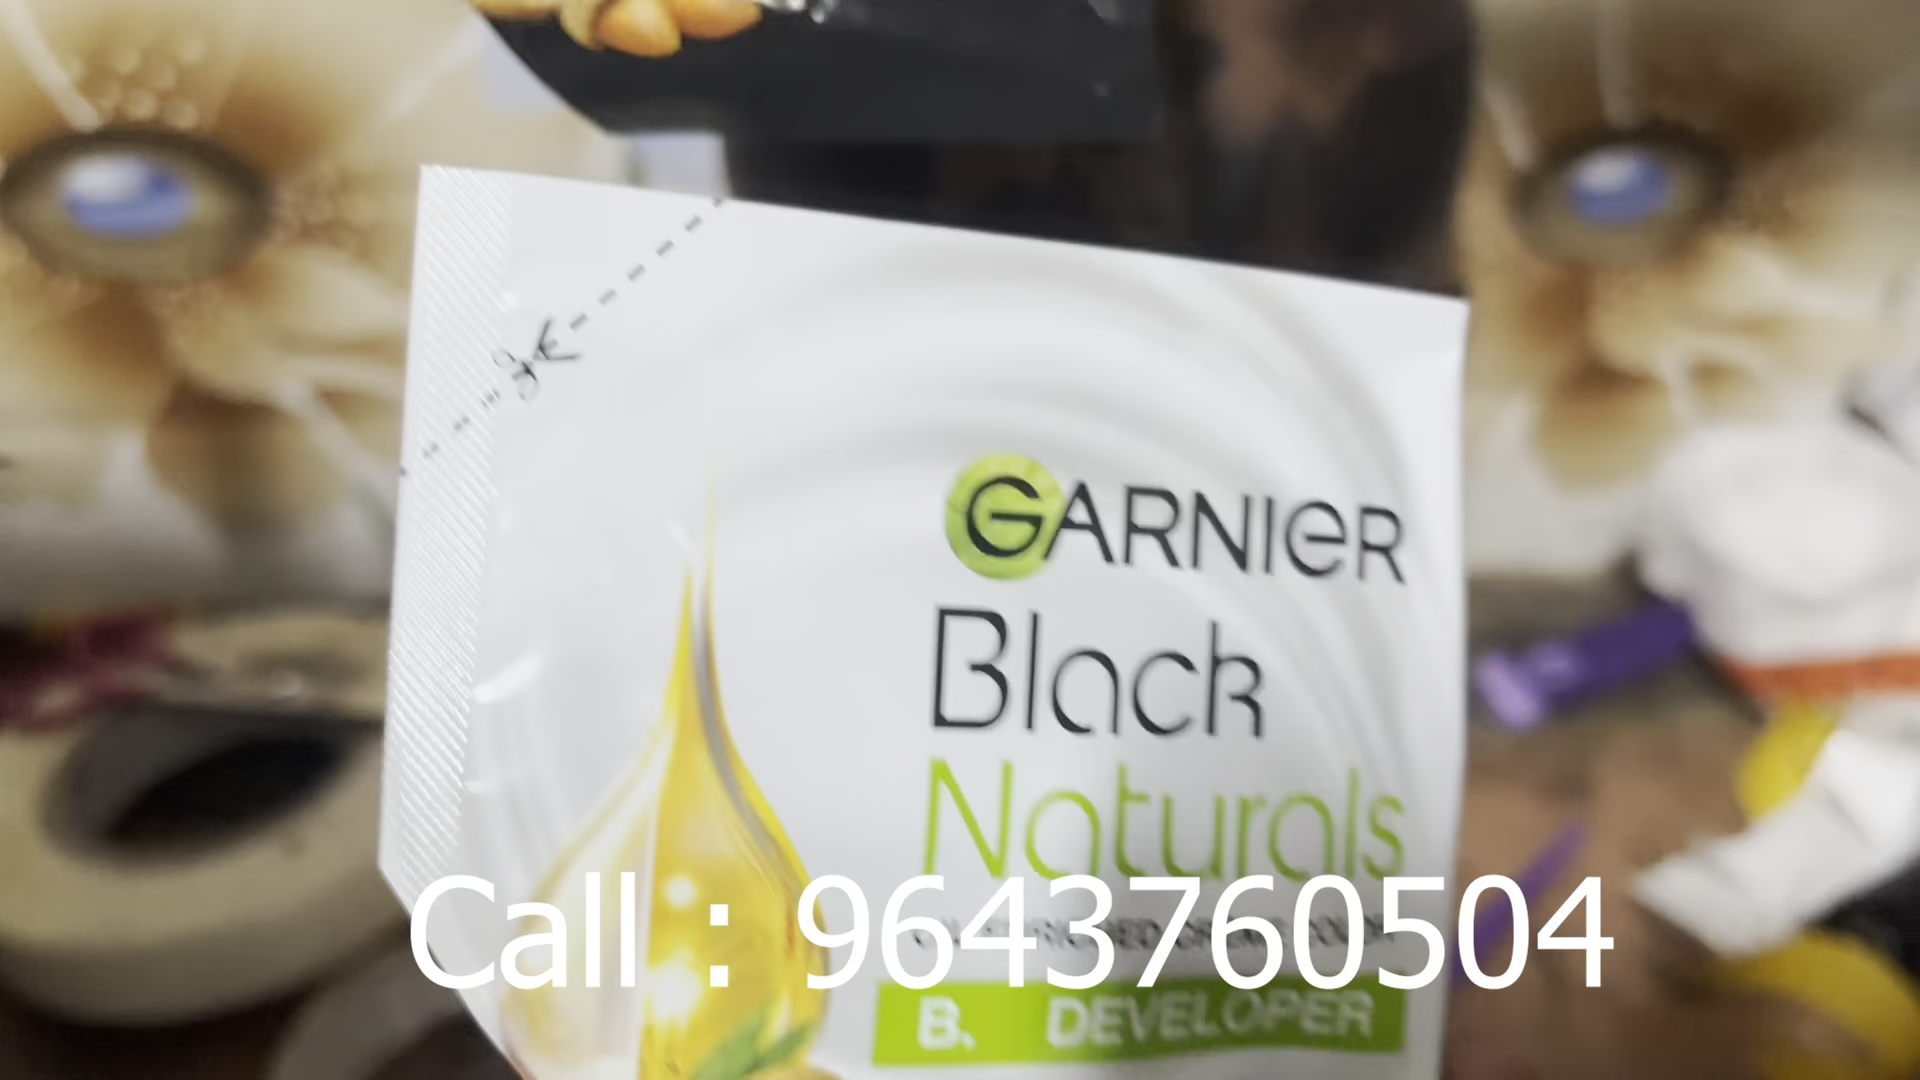 GARNIER
Black
Naturals
Call : 9643760504
B. DEVELOPER